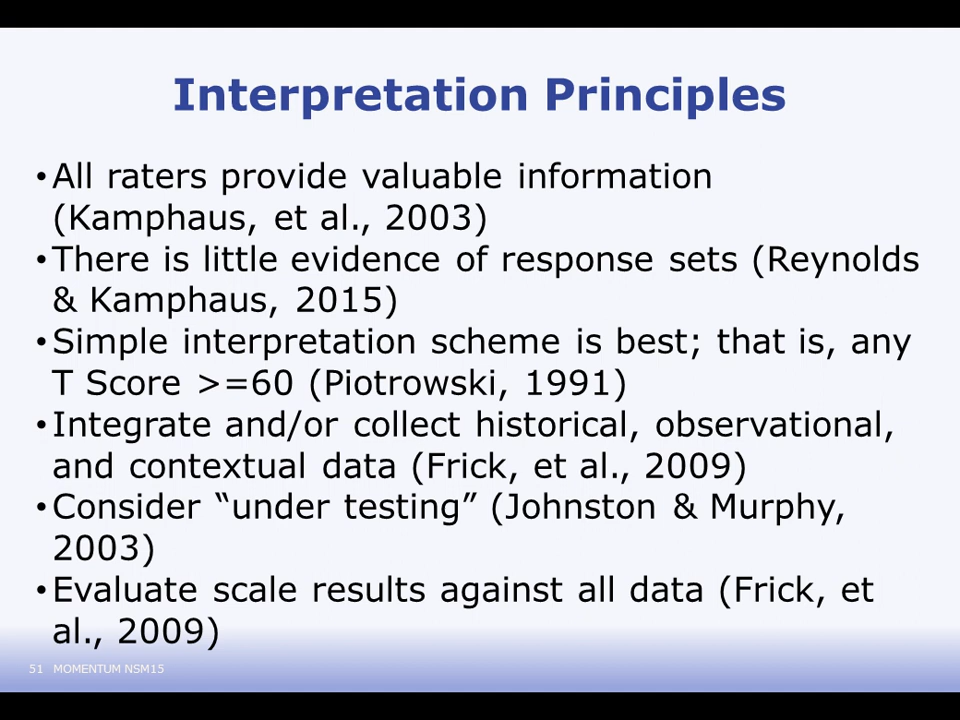 Interpretation Principles
•All raters provide valuable information
(Kamphaus, et al., 2003)
•There is little evidence of response sets (Reynolds
& Kamphaus, 2015)
•Simple interpretation scheme is best; that is, any
T Score >=60 (Piotrowski, 1991)
•Integrate and/or collect historical, observational,
and contextual data (Frick, et al., 2009)
•Consider “under testing” (Johnston & Murphy,
2003)
•Evaluate scale results against all data (Frick, et
al., 2009)
51 MOMENTUM NSM15